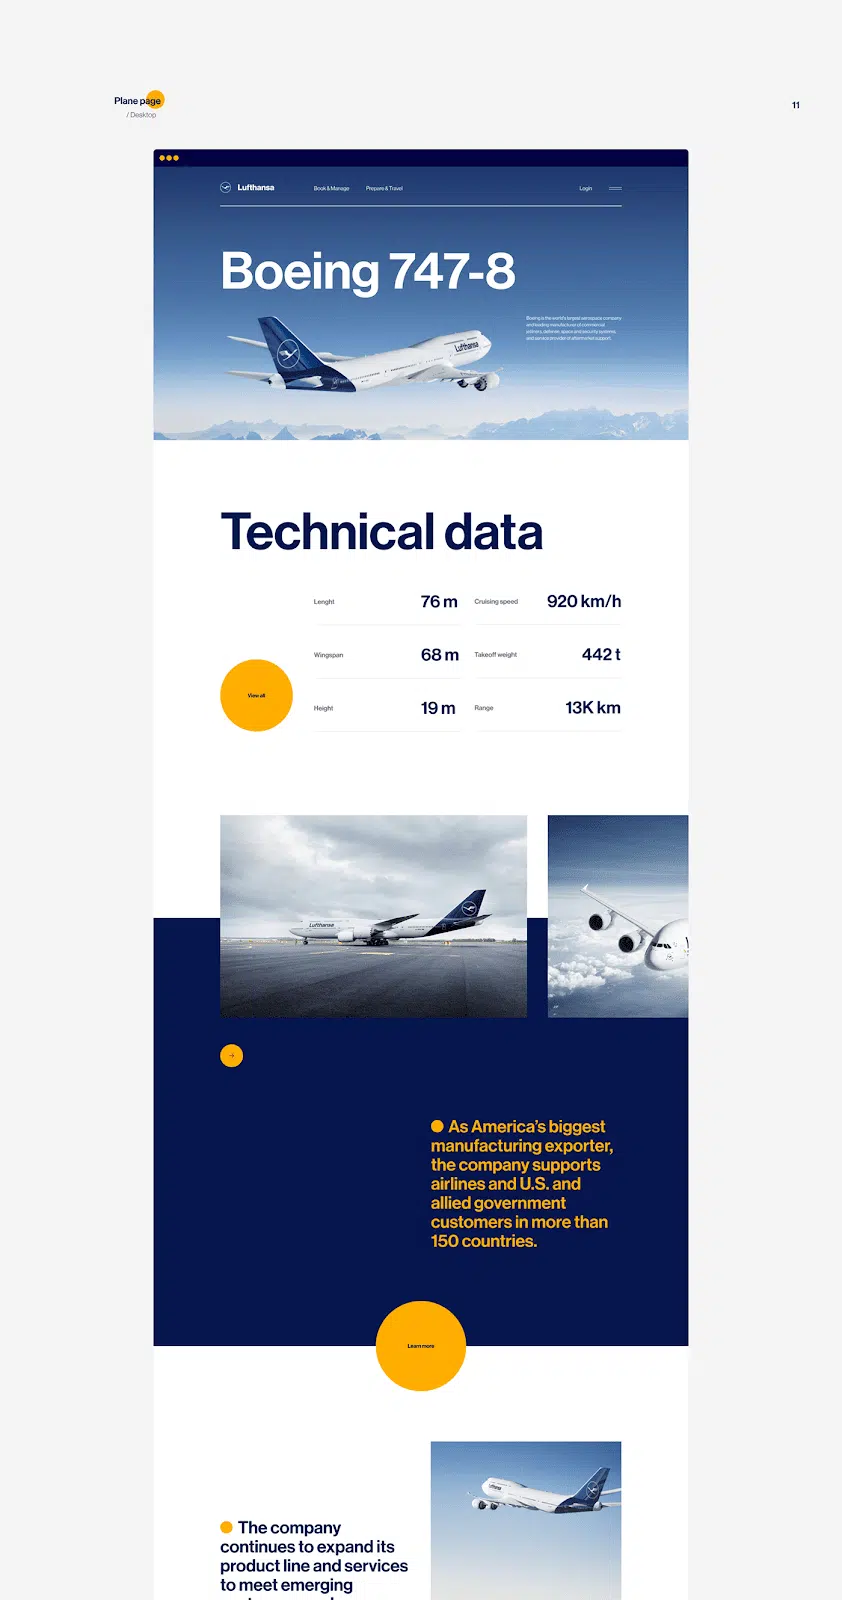 Plane page
/ Desktop
11
Lufthansa
Book & Manage
Prepare & Travel
Login
Boeing 747-8
Boeing is the world's largest aerospace company
and leading manufacturer of commercial
jetliners, defense, space and security systems,
and service provider of aftermarket support.
Lufthansa
Technical data
Lenght
76 m
Cruising speed
920 km/h
Wingspan
68 m
Takeoff weight
442 t
View all
Height
19 m
Range
13K km
Lufthansa
As America's biggest
manufacturing exporter,
the company supports
airlines and U.S. and
allied government
customers in more than
150 countries.
Learn more
Lufthansa
The company
continues to expand its
product line and services
to meet emerging